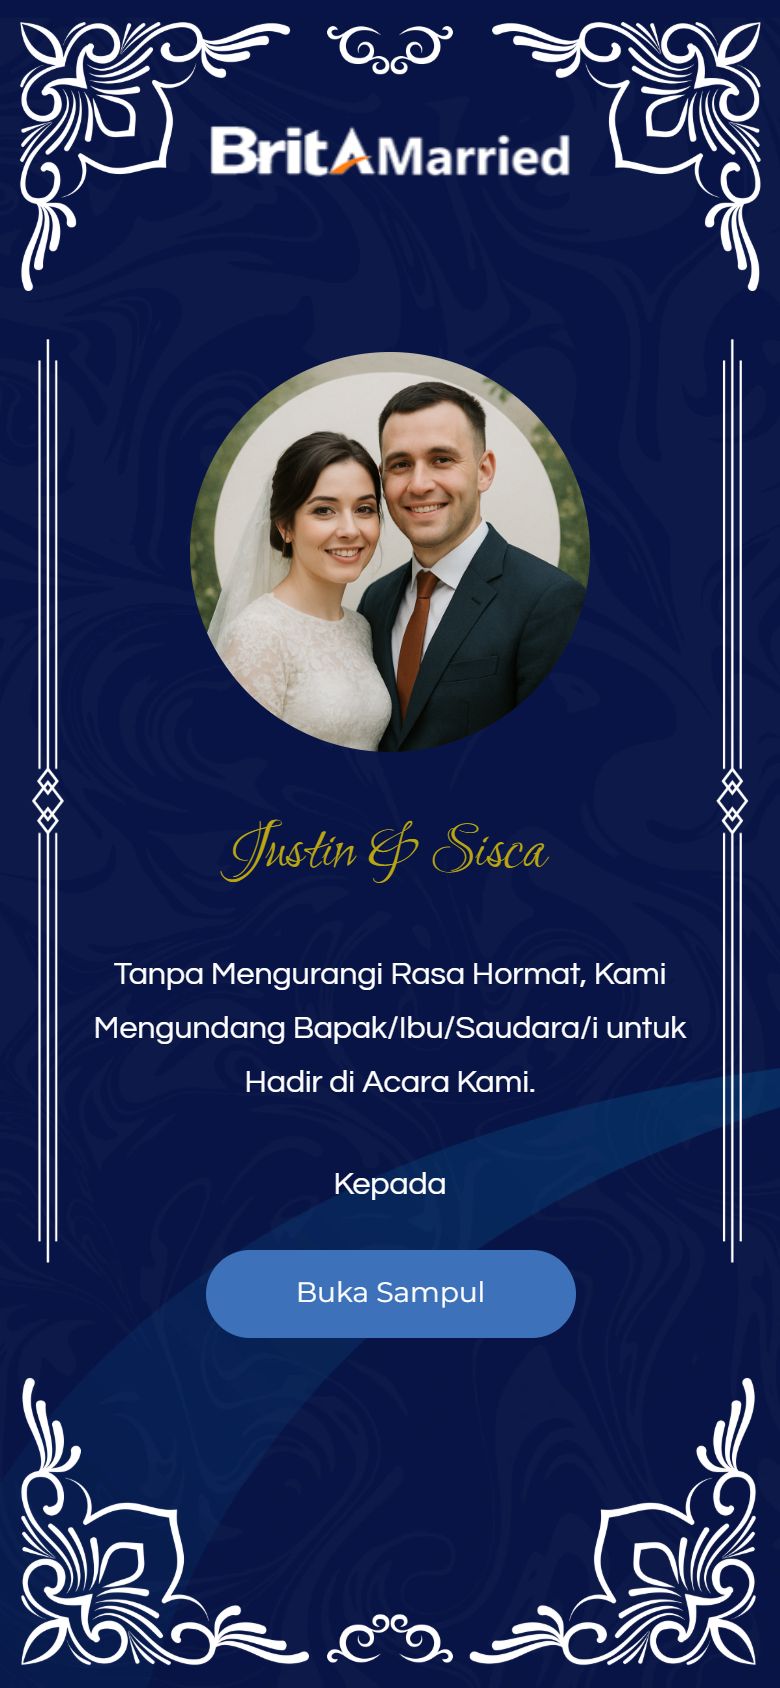 BritAMarried
Justin & Sisca
Tanpa Mengurangi Rasa Hormat, Kami
Mengundang Bapak/Ibu/Saudara/i untuk
Hadir di Acara Kami.
Kepada
Buka Sampul